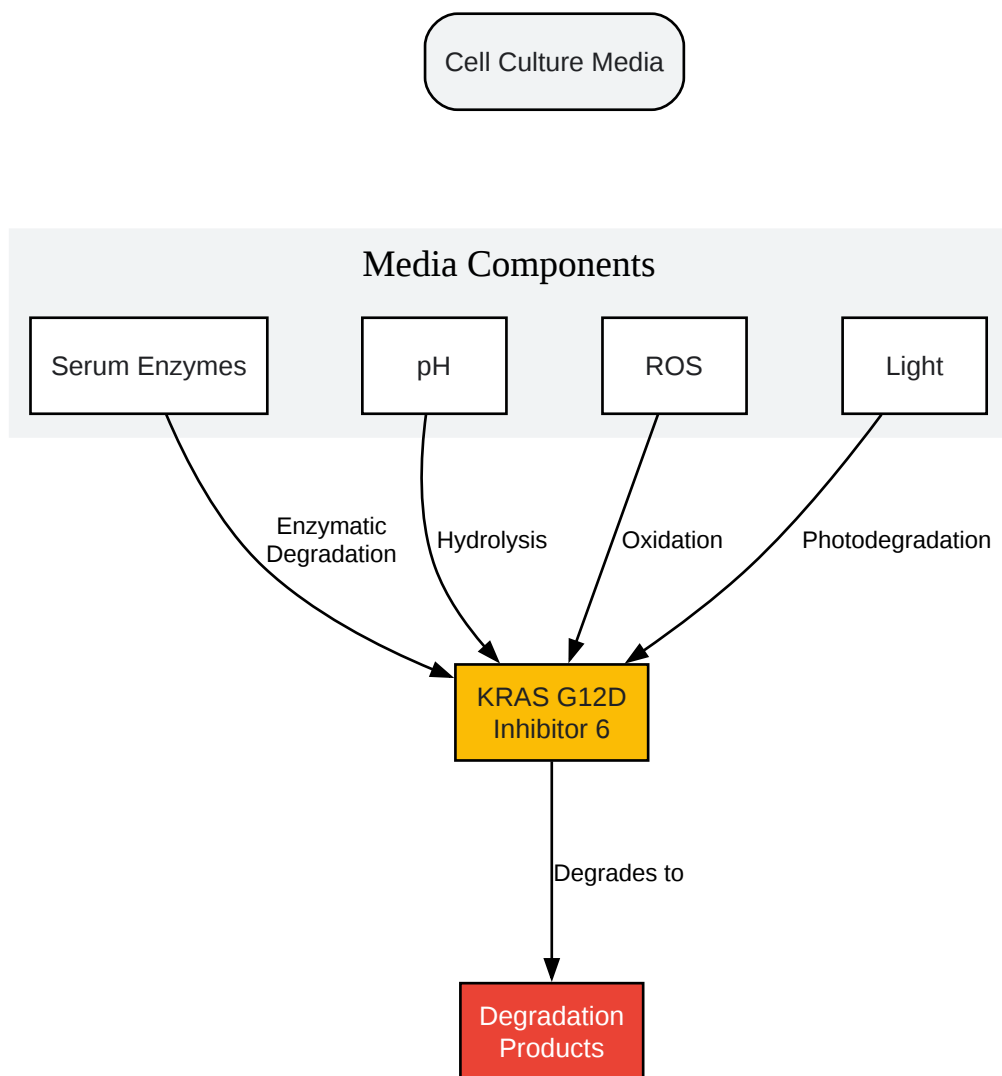 Cell Culture Media
Media Components
Serum Enzymes
pH
ROS
Light
Enzymatic
Degradation
Hydrolysis
Oxidation
Photodegradation
KRAS G12D
Inhibitor 6
Degrades to
Degradation
Products